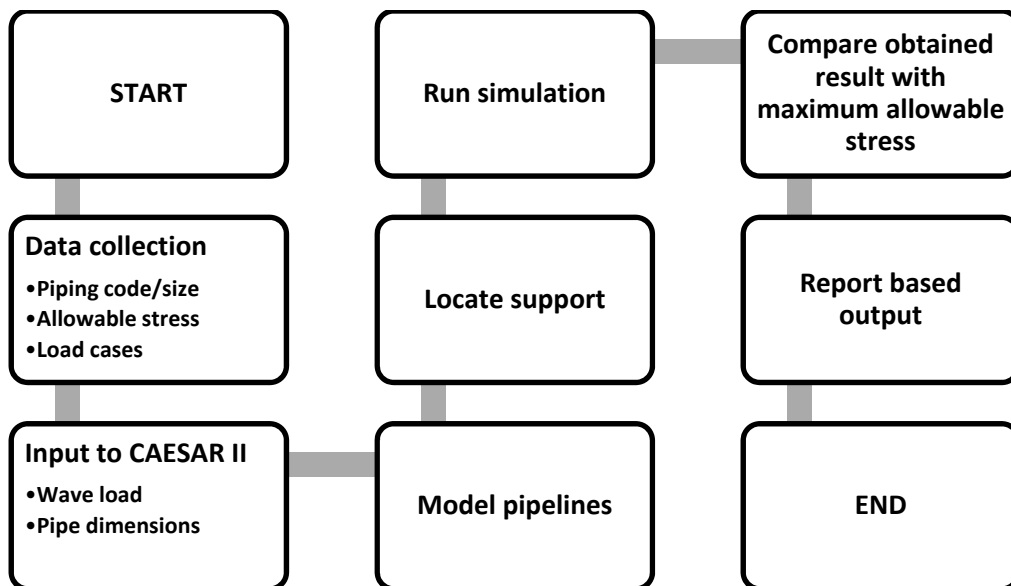 START
Data collection
•Piping code/size
•Allowable stress
•Load cases
Input to CAESAR II
•Wave load
•Pipe dimensions
Model pipelines
Locate support
Run simulation
Compare obtained
result with
maximum allowable
stress
Report based
output
END